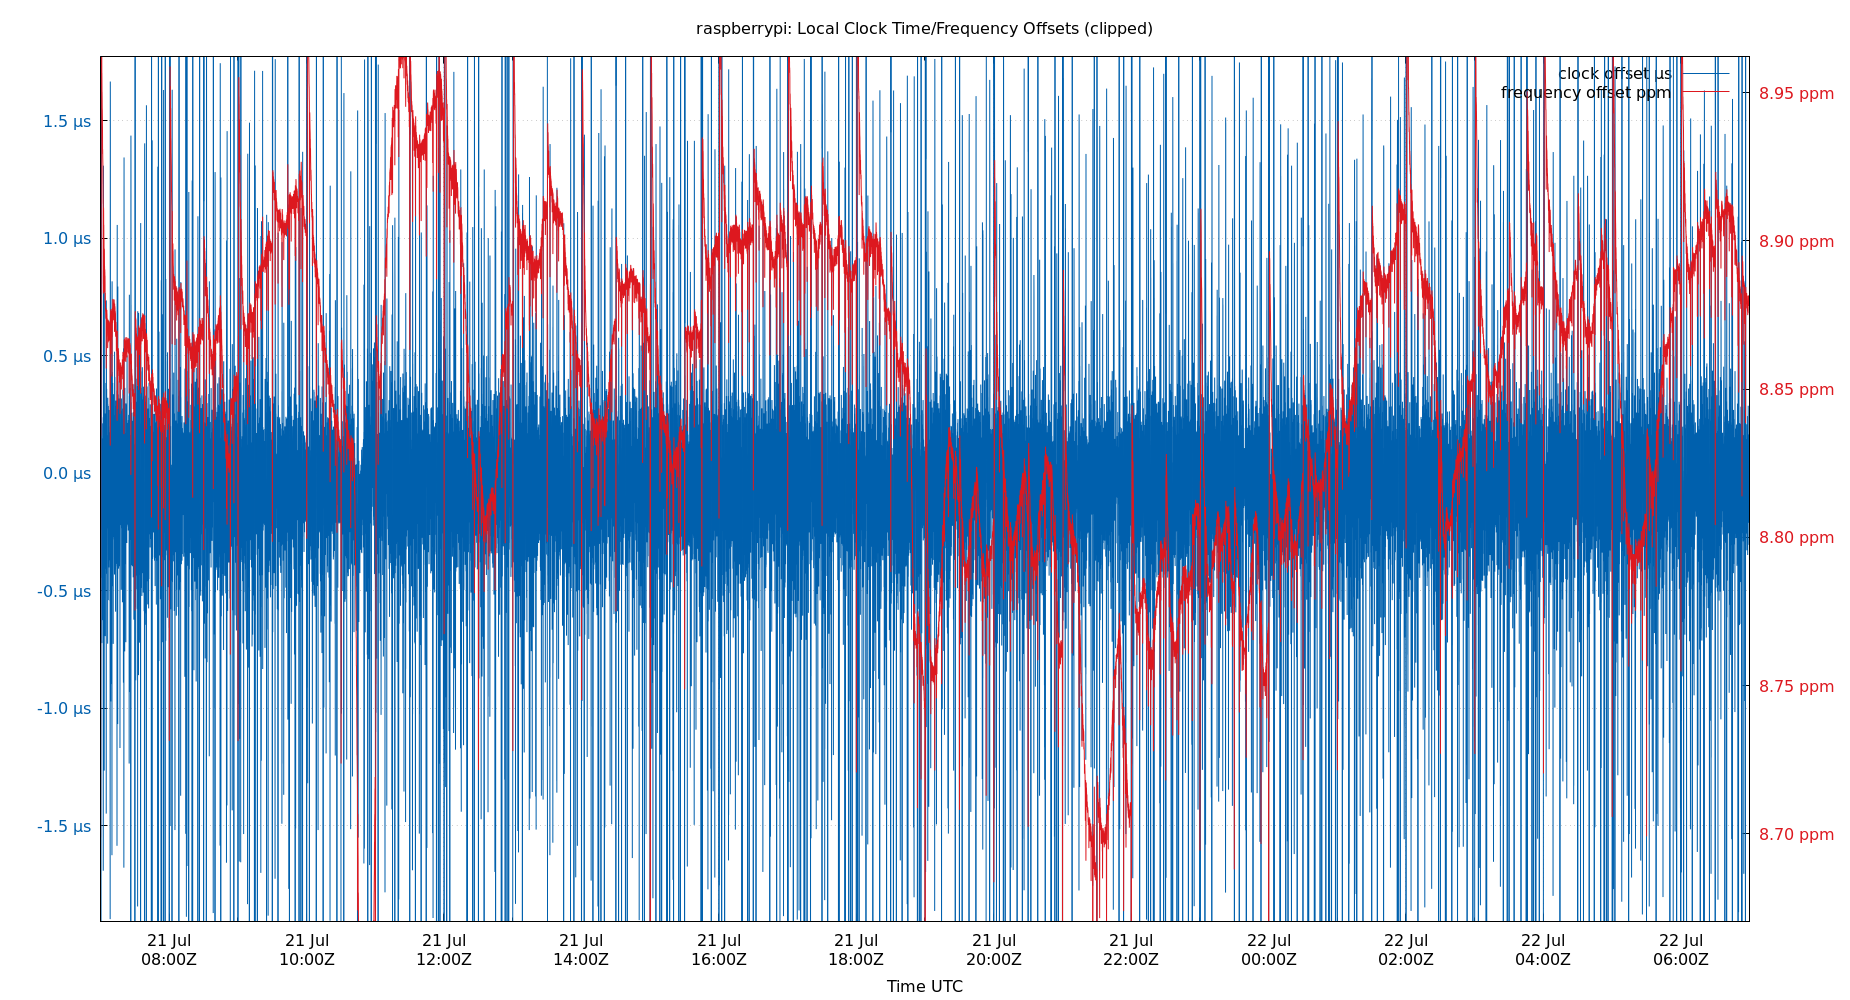 raspberrypi: Local Clock Time/Frequency Offsets (clipped)
clock offset µs
frequency offset ppm
1.5 µs
1.0 µs
0.5 µs
0.0 µs
-0.5 µs
-1.0 µs
-1.5 µs
8.95 ppm
8.90 ppm
8.85 ppm
8.80 ppm
8.75 ppm
8.70 ppm
21 Jul 21 Jul 21 Jul 21 Jul 21 Jul 21 Jul 21 Jul 21 Jul 22 Jul 22 Jul 22 Jul 22 Jul
08:00Z 10:00Z 12:00Z 14:00Z 16:00Z 18:00Z 20:00Z 22:00Z 00:00Z 02:00Z 04:00Z 06:00Z
Time UTC